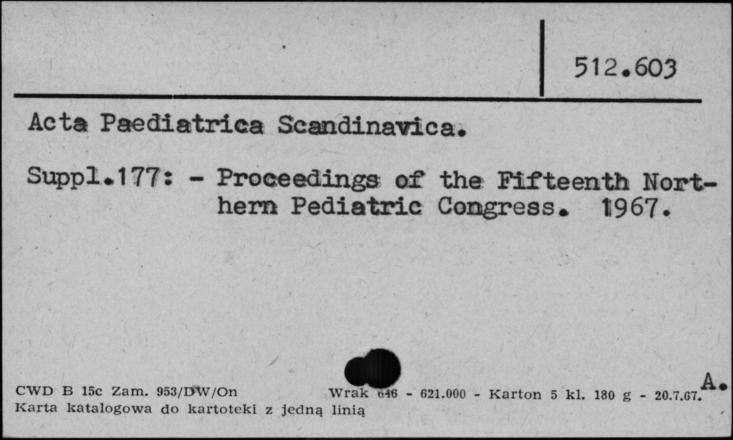 512.603
Acta Paediatrica Scandinavica.
Suppl.177: - Proceedings of the Fifteenth Nort-
hern Pediatric Congress. 1967.
A.
CWD B 15c Zam. 953/DW/On Wrak 646 - 621.000 - Karton 5 kl. 180 g - 20.7.67.
Karta katalogowa do kartoteki z jedną linią